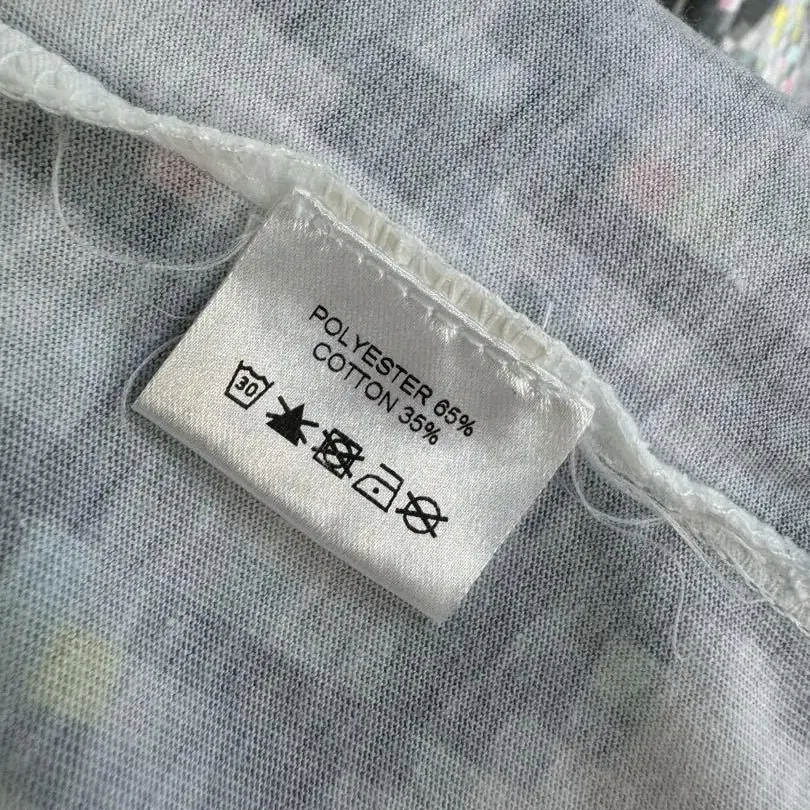 POLYESTER 65%
COTTON 35%
30